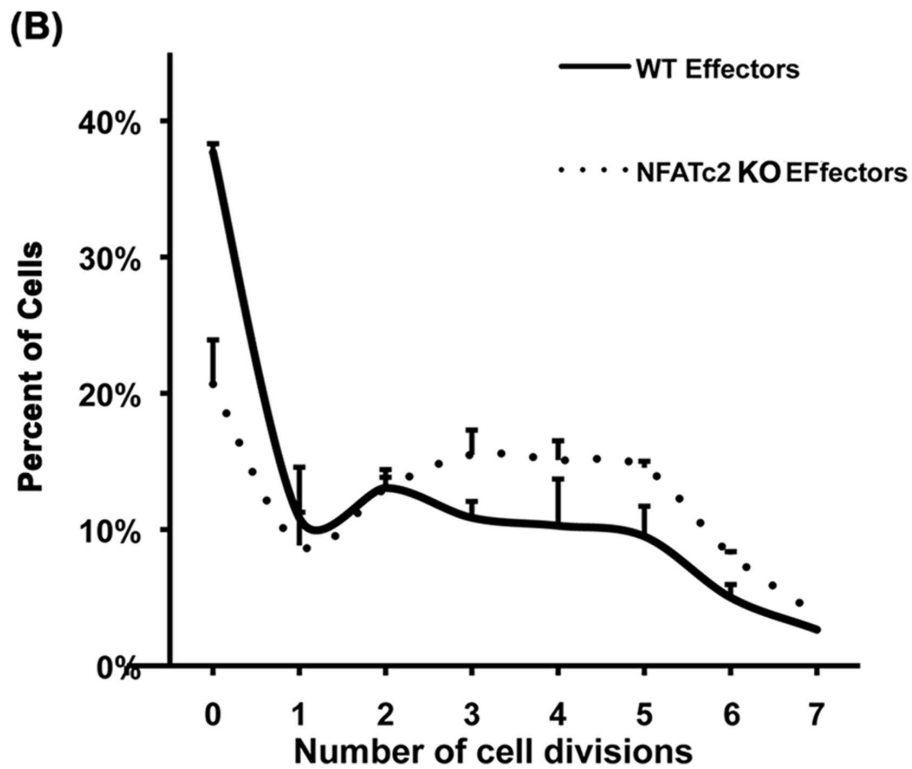 (B)
WT Effectors
NFATc2 KO EFfectors
40%
30%
20%
10%
0%
Percent of Cells
0 1 2 3 4 5 6 7
Number of cell divisions